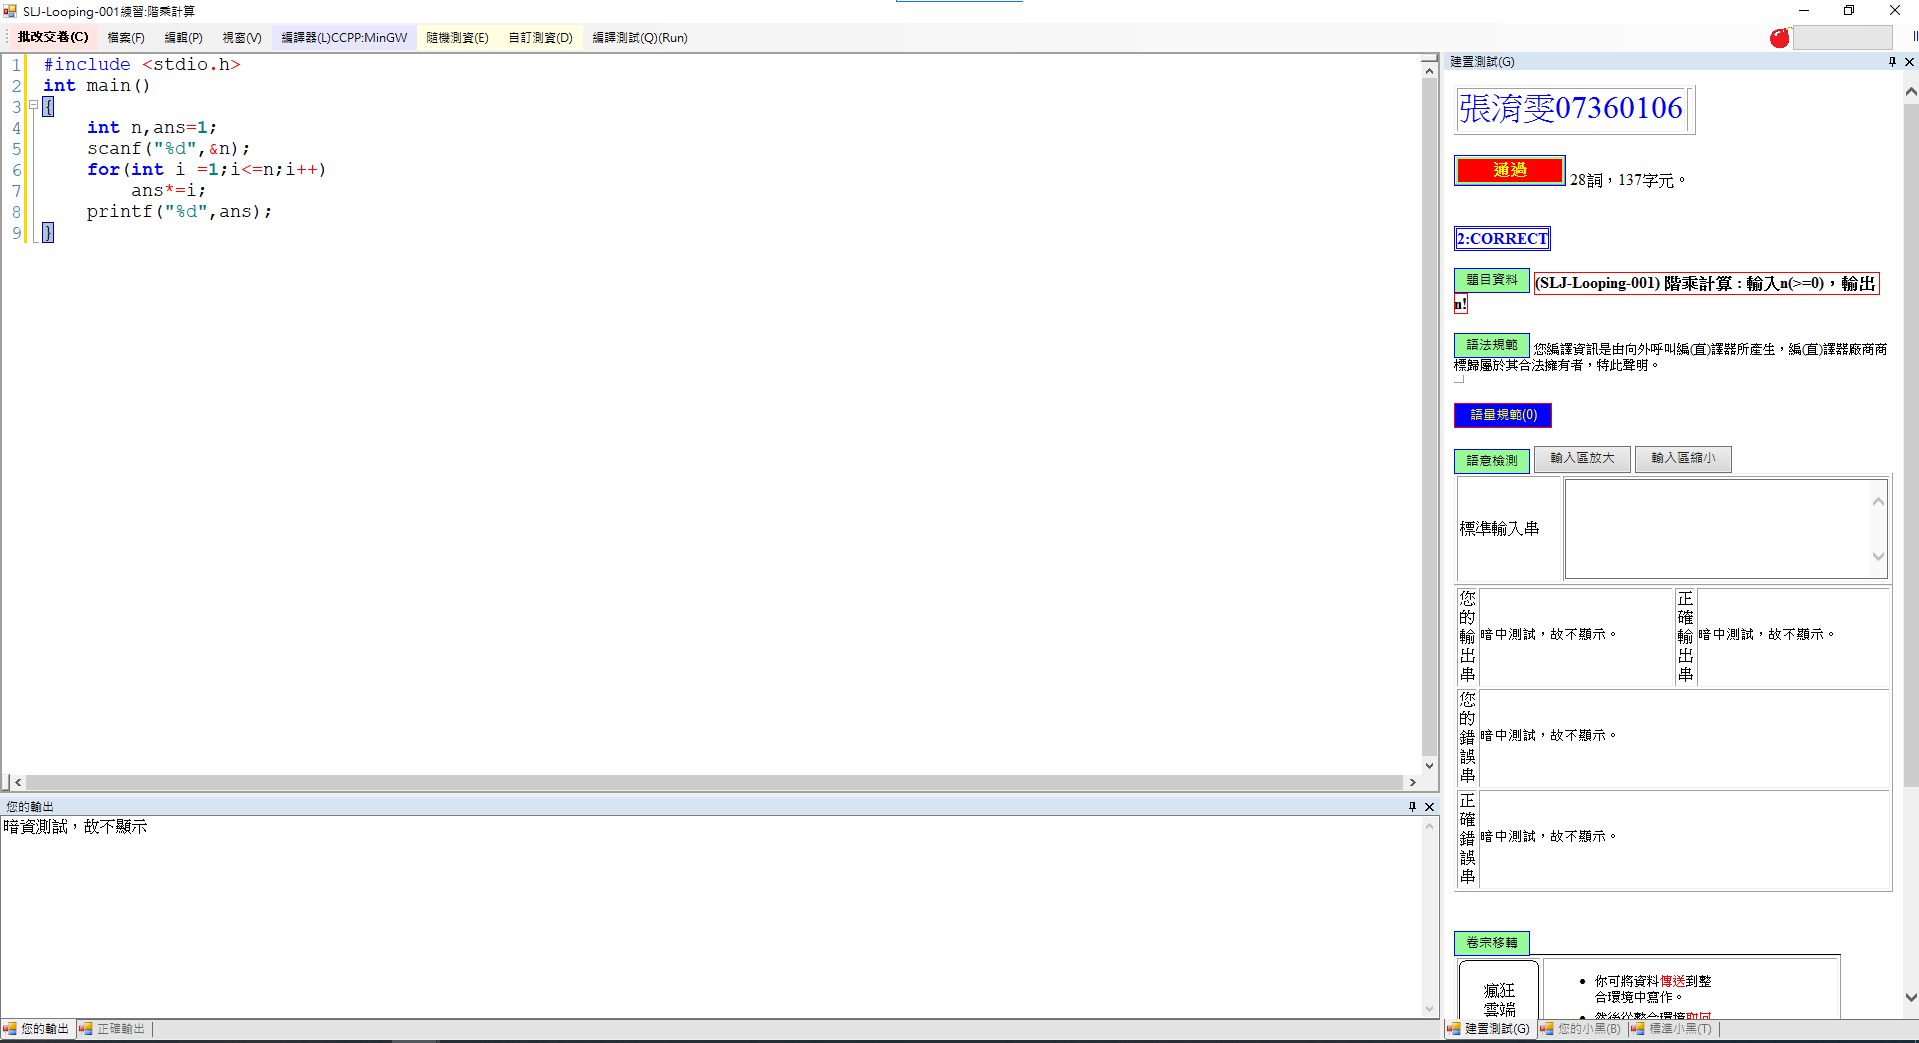 SLJ-Looping-001練習:階乘計算
批改交卷(C) 檔案(F) 編輯(P) 視窗(V) 編譯器(L)CCPP:MinGW 隨機測資(E) 自訂測資(D) 編譯測試(Q)(Run)
1 #include <stdio.h>
2 int main()
3 {
4 int n,ans=1;
5 scanf("%d",&n);
6 for(int i =1;i<=n;i++)
7 ans*=i;
8 printf("%d",ans);
9 }
您的輸出
暗資測試，故不顯示
您的輸出 正確輸出
建置測試(G)
張淯雯07360106
通過 28詞，137字元。
2:CORRECT
題目資料 (SLJ-Looping-001) 階乘計算 : 輸入n(>=0)，輸出
n!
語法規範 您編譯資訊是由向外呼叫編(直)譯器所產生，編(直)譯器廠商商
標歸屬於其合法擁有者，特此聲明。
語量規範(0)
語意檢測 輸入區放大 輸入區縮小
標準輸入串
您的輸出串 暗中測試，故不顯示。 正確輸出串 暗中測試，故不顯示。
您的錯誤串 暗中測試，故不顯示。
正確錯誤串 暗中測試，故不顯示。
卷宗移轉
瘋狂
雲端
你可將資料傳送到整
合環境中寫作。
然後從整合環境取回
建置測試(G) 您的小黑(B) 標準小黑(T)